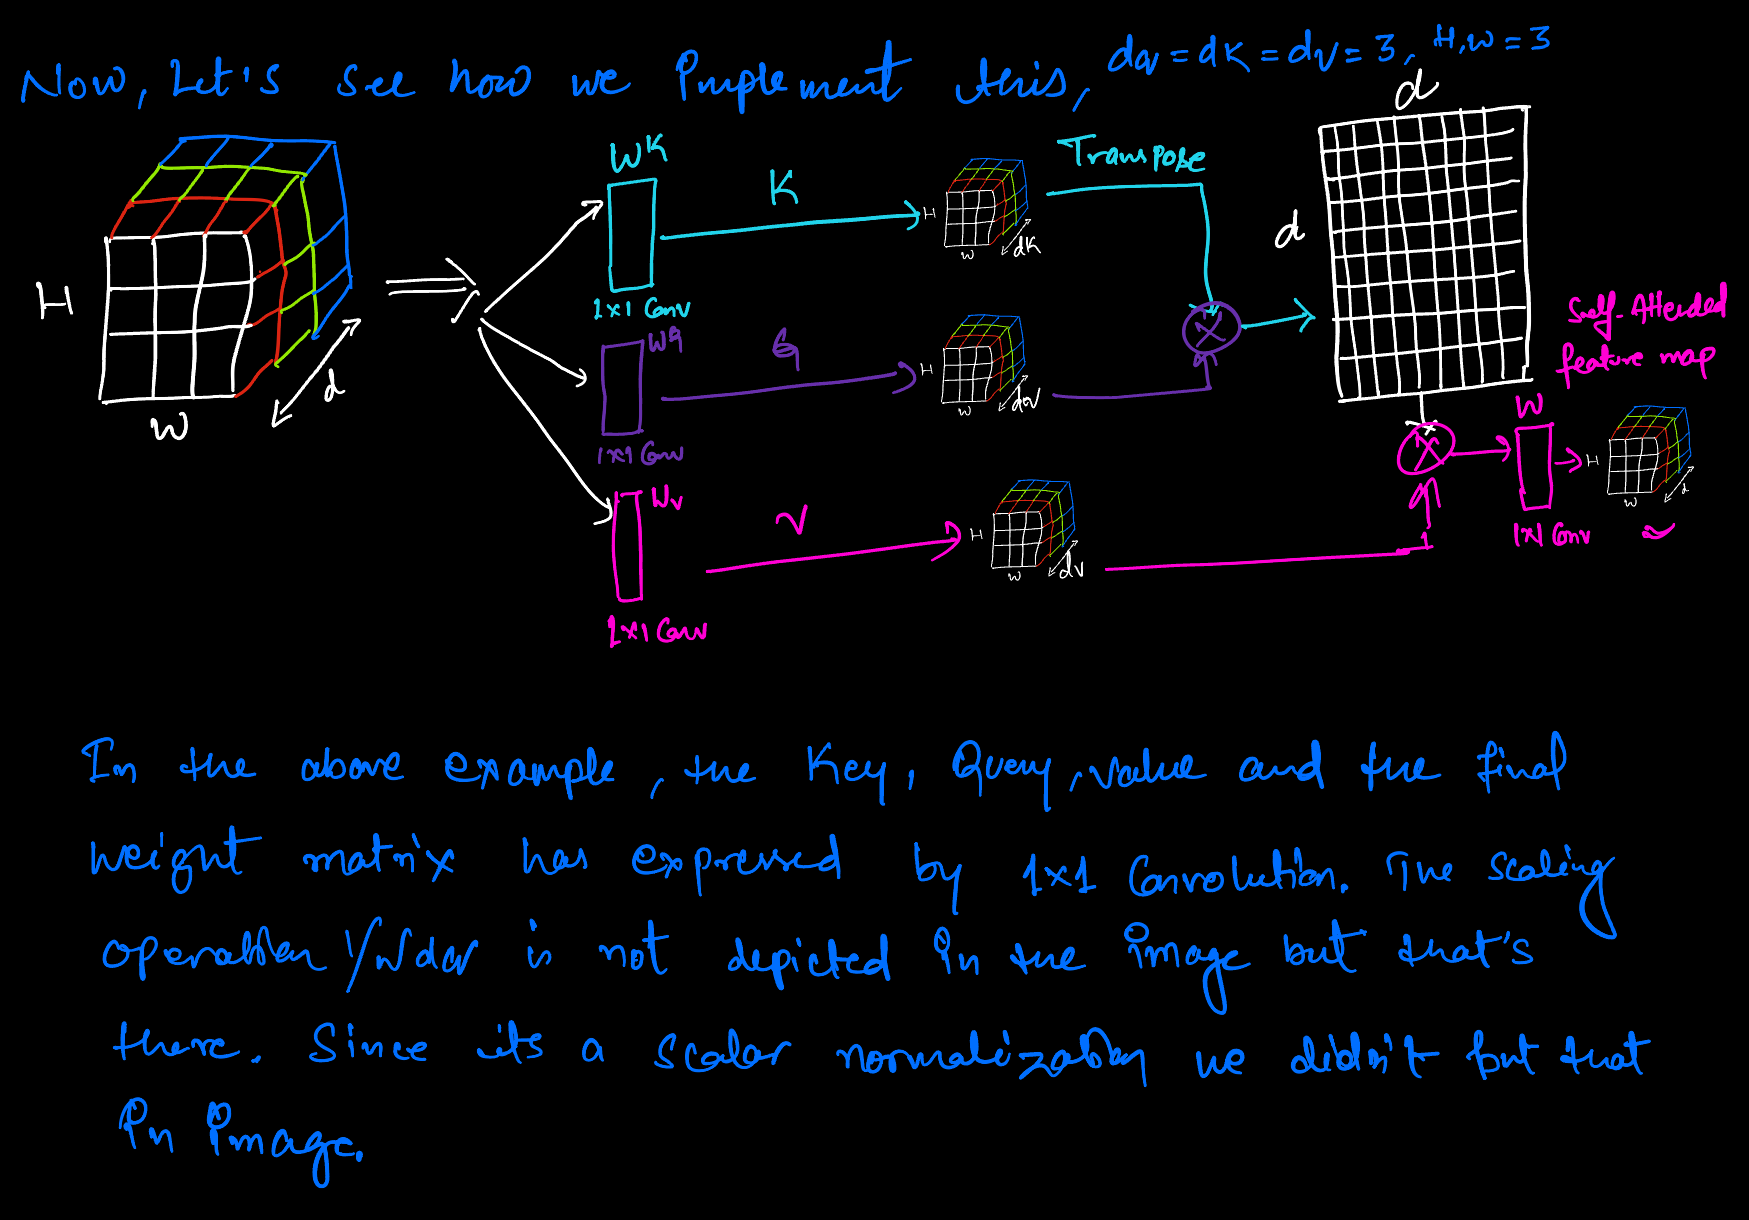 Now, Let's see how we implement this, dq = dK = dV = 3, H,W = 3
d
W^K
K
Transpose
H
W
dK
d
H
1x1 Conv
W^Q
Q
Self-Attended
feature map
H
W
dq
d
W
1x1 Conv
W
H
W
d
Wv
V
H
W
dv
1x1 Conv
1x1 Conv
In the above example, the Key, Query, value and the final
weight matrix has expressed by 1x1 Convolution. The scaling
operation 1/√dq is not depicted in the image but that's
there. Since its a scalar normalization we didn't put that
in image.